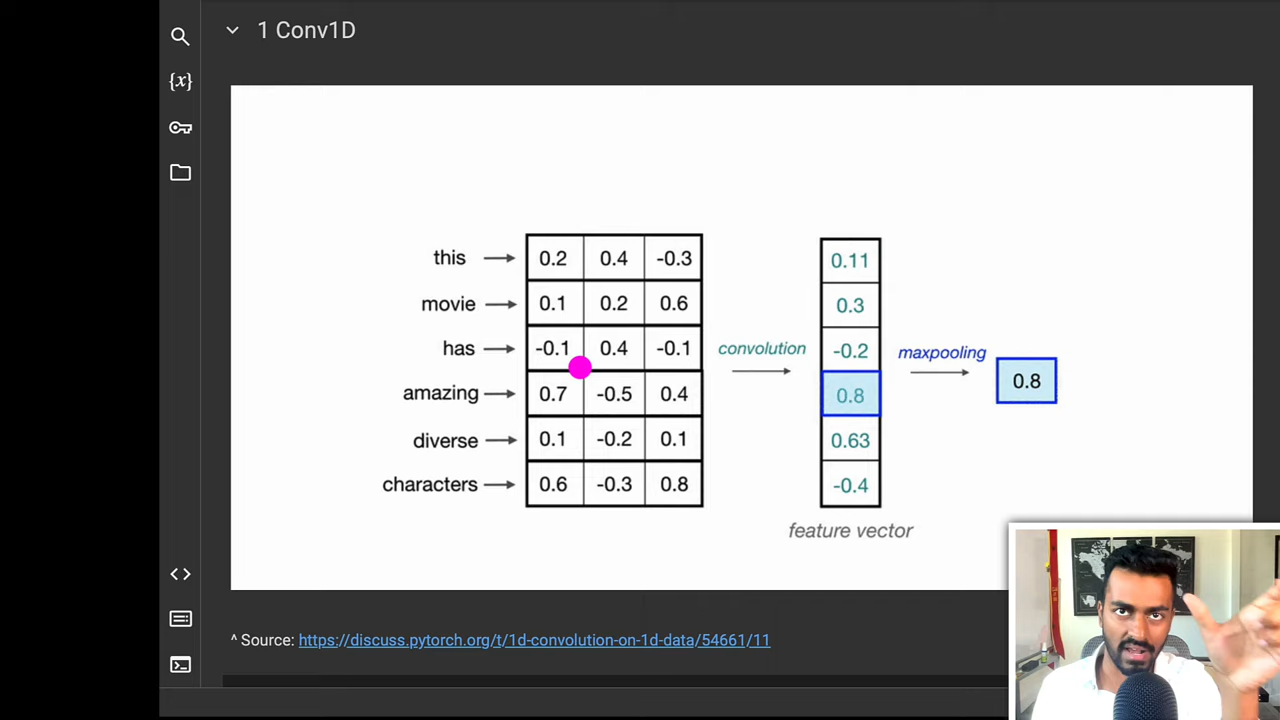 1 Conv1D
{x}
this → 0.2 0.4 -0.3 0.11
movie → 0.1 0.2 0.6 0.3
has → -0.1 0.4 -0.1 convolution -0.2 maxpooling
amazing → 0.7 -0.5 0.4 0.8 0.8
diverse → 0.1 -0.2 0.1 0.63
characters → 0.6 -0.3 0.8 -0.4
feature vector
^ Source: https://discuss.pytorch.org/t/1d-convolution-on-1d-data/54661/11